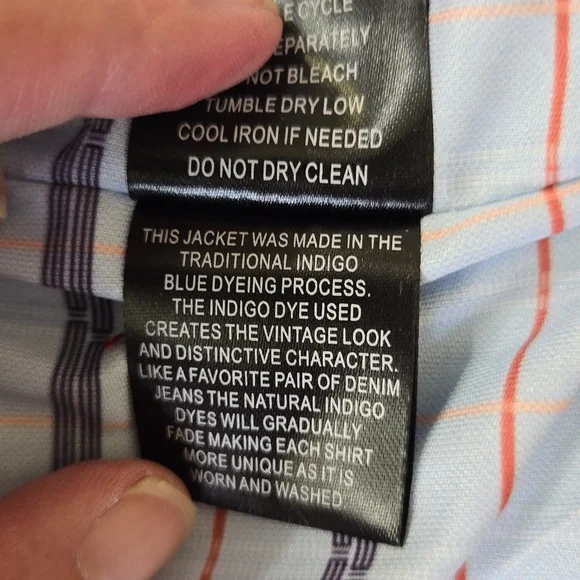 CYCLE
NOT BLEACH
TUMBLE DRY LOW
COOL IRON IF NEEDED
DO NOT DRY CLEAN
THIS JACKET WAS MADE IN THE
TRADITIONAL INDIGO
BLUE DYEING PROCESS.
THE INDIGO DYE USED
CREATES THE VINTAGE LOOK
AND DISTINCTIVE CHARACTER.
LIKE A FAVORITE PAIR OF DENIM
JEANS THE NATURAL INDIGO
DYES WILL GRADUALLY
FADE MAKING EACH SHIRT
MORE UNIQUE AS IT IS
WORN AND WASHED